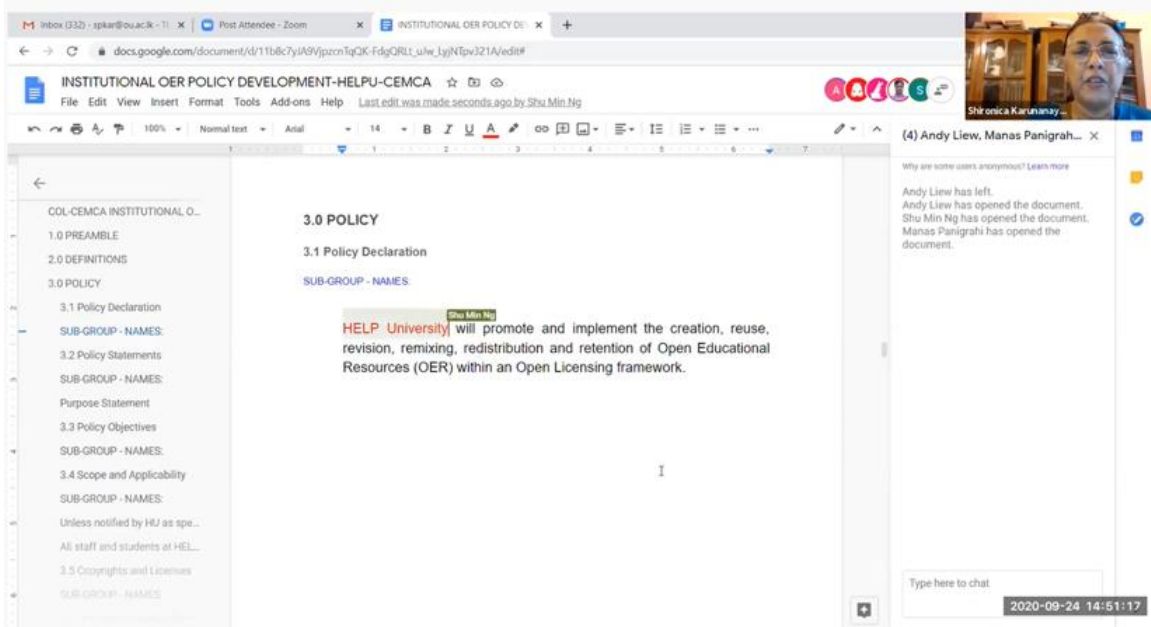 Inbox (332) - spkar@ou.ac.lk - Th
Post Attendee - Zoom
INSTITUTIONAL OER POLICY DE
docs.google.com/document/d/11b8c7yJA9VjpzcnTqQK-FdgQRLt_uJw_LyjNTpv321A/edit#
INSTITUTIONAL OER POLICY DEVELOPMENT-HELPU-CEMCA
File Edit View Insert Format Tools Add-ons Help Last edit was made seconds ago by Shu Min Ng
A
S
Shironica Karunanay...
100% Normal text Arial 14 B I U A
(4) Andy Liew, Manas Panigrah...
1 1 2 3 4 5 6 7
Why are some users anonymous? Learn more
Andy Liew has left.
Andy Liew has opened the document.
Shu Min Ng has opened the document.
Manas Panigrahi has opened the
document.
COL-CEMCA INSTITUTIONAL O...
1.0 PREAMBLE
2.0 DEFINITIONS
3.0 POLICY
3.1 Policy Declaration
SUB-GROUP - NAMES:
3.2 Policy Statements
SUB-GROUP - NAMES:
Purpose Statement
3.3 Policy Objectives
SUB-GROUP - NAMES:
3.4 Scope and Applicability
SUB-GROUP - NAMES:
Unless notified by HU as spe...
All staff and students at HEL...
3.5 Copyrights and Licenses
SUB-GROUP - NAMES
3.0 POLICY
3.1 Policy Declaration
SUB-GROUP - NAMES:
Shu Min Ng
HELP University will promote and implement the creation, reuse,
revision, remixing, redistribution and retention of Open Educational
Resources (OER) within an Open Licensing framework.
Type here to chat
2020-09-24 14:51:17